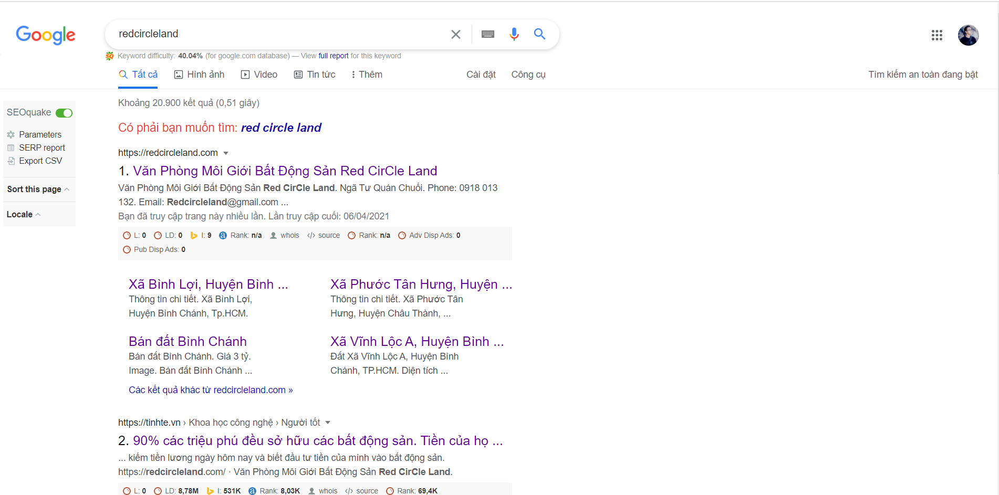 Google
redcircleland
Keyword difficulty: 40.04% (for google.com database) — View full report for this keyword
Tất cả Hình ảnh Video Tin tức Thêm Cài đặt Công cụ Tìm kiếm an toàn đang bật
SEOquake
Parameters
SERP report
Export CSV
Sort this page
Locale
Khoảng 20.900 kết quả (0,51 giây)
Có phải bạn muốn tìm: red circle land
https://redcircleland.com
1. Văn Phòng Môi Giới Bất Động Sản Red CirCle Land
Văn Phòng Môi Giới Bất Động Sản Red CirCle Land. Ngã Tư Quán Chuối. Phone: 0918 013
132. Email: Redcircleland@gmail.com ...
Bạn đã truy cập trang này nhiều lần. Lần truy cập cuối: 06/04/2021
L: 0 LD: 0 I: 9 Rank: n/a whois source Rank: n/a Adv Disp Ads: 0
Pub Disp Ads: 0
Xã Bình Lợi, Huyện Bình ...
Thông tin chi tiết. Xã Bình Lợi,
Huyện Bình Chánh, Tp.HCM.
Xã Phước Tân Hưng, Huyện ...
Thông tin chi tiết. Xã Phước Tân
Hưng, Huyện Châu Thành, ...
Bán đất Bình Chánh
Bán đất Bình Chánh. Giá 3 tỷ.
Image. Bán đất Bình Chánh ...
Xã Vĩnh Lộc A, Huyện Bình ...
Đất Xã Vĩnh Lộc A, Huyện Bình
Chánh, TP.HCM. Diện tích ...
Các kết quả khác từ redcircleland.com »
https://tinhte.vn › Khoa học công nghệ › Người tốt
2. 90% các triệu phú đều sở hữu các bất động sản. Tiền của họ ...
... kiếm tiền lương ngày hôm nay và biết đầu tư tiền của mình vào bất động sản.
https://redcircleland.com/ · Văn Phòng Môi Giới Bất Động Sản Red CirCle Land.
L: 0 LD: 8,78M I: 531K Rank: 8,03K whois source Rank: 69,4K